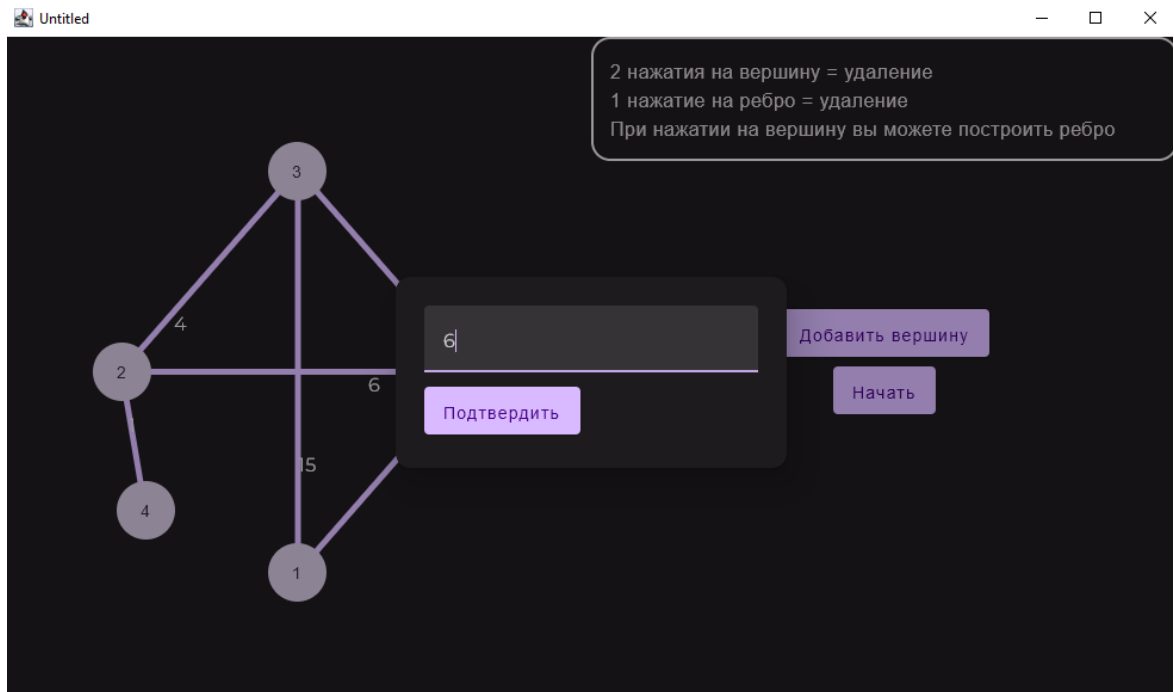 Untitled
2 нажатия на вершину = удаление
1 нажатие на ребро = удаление
При нажатии на вершину вы можете построить ребро
3
4
6
Добавить вершину
2
6
Начать
Подтвердить
15
4
1